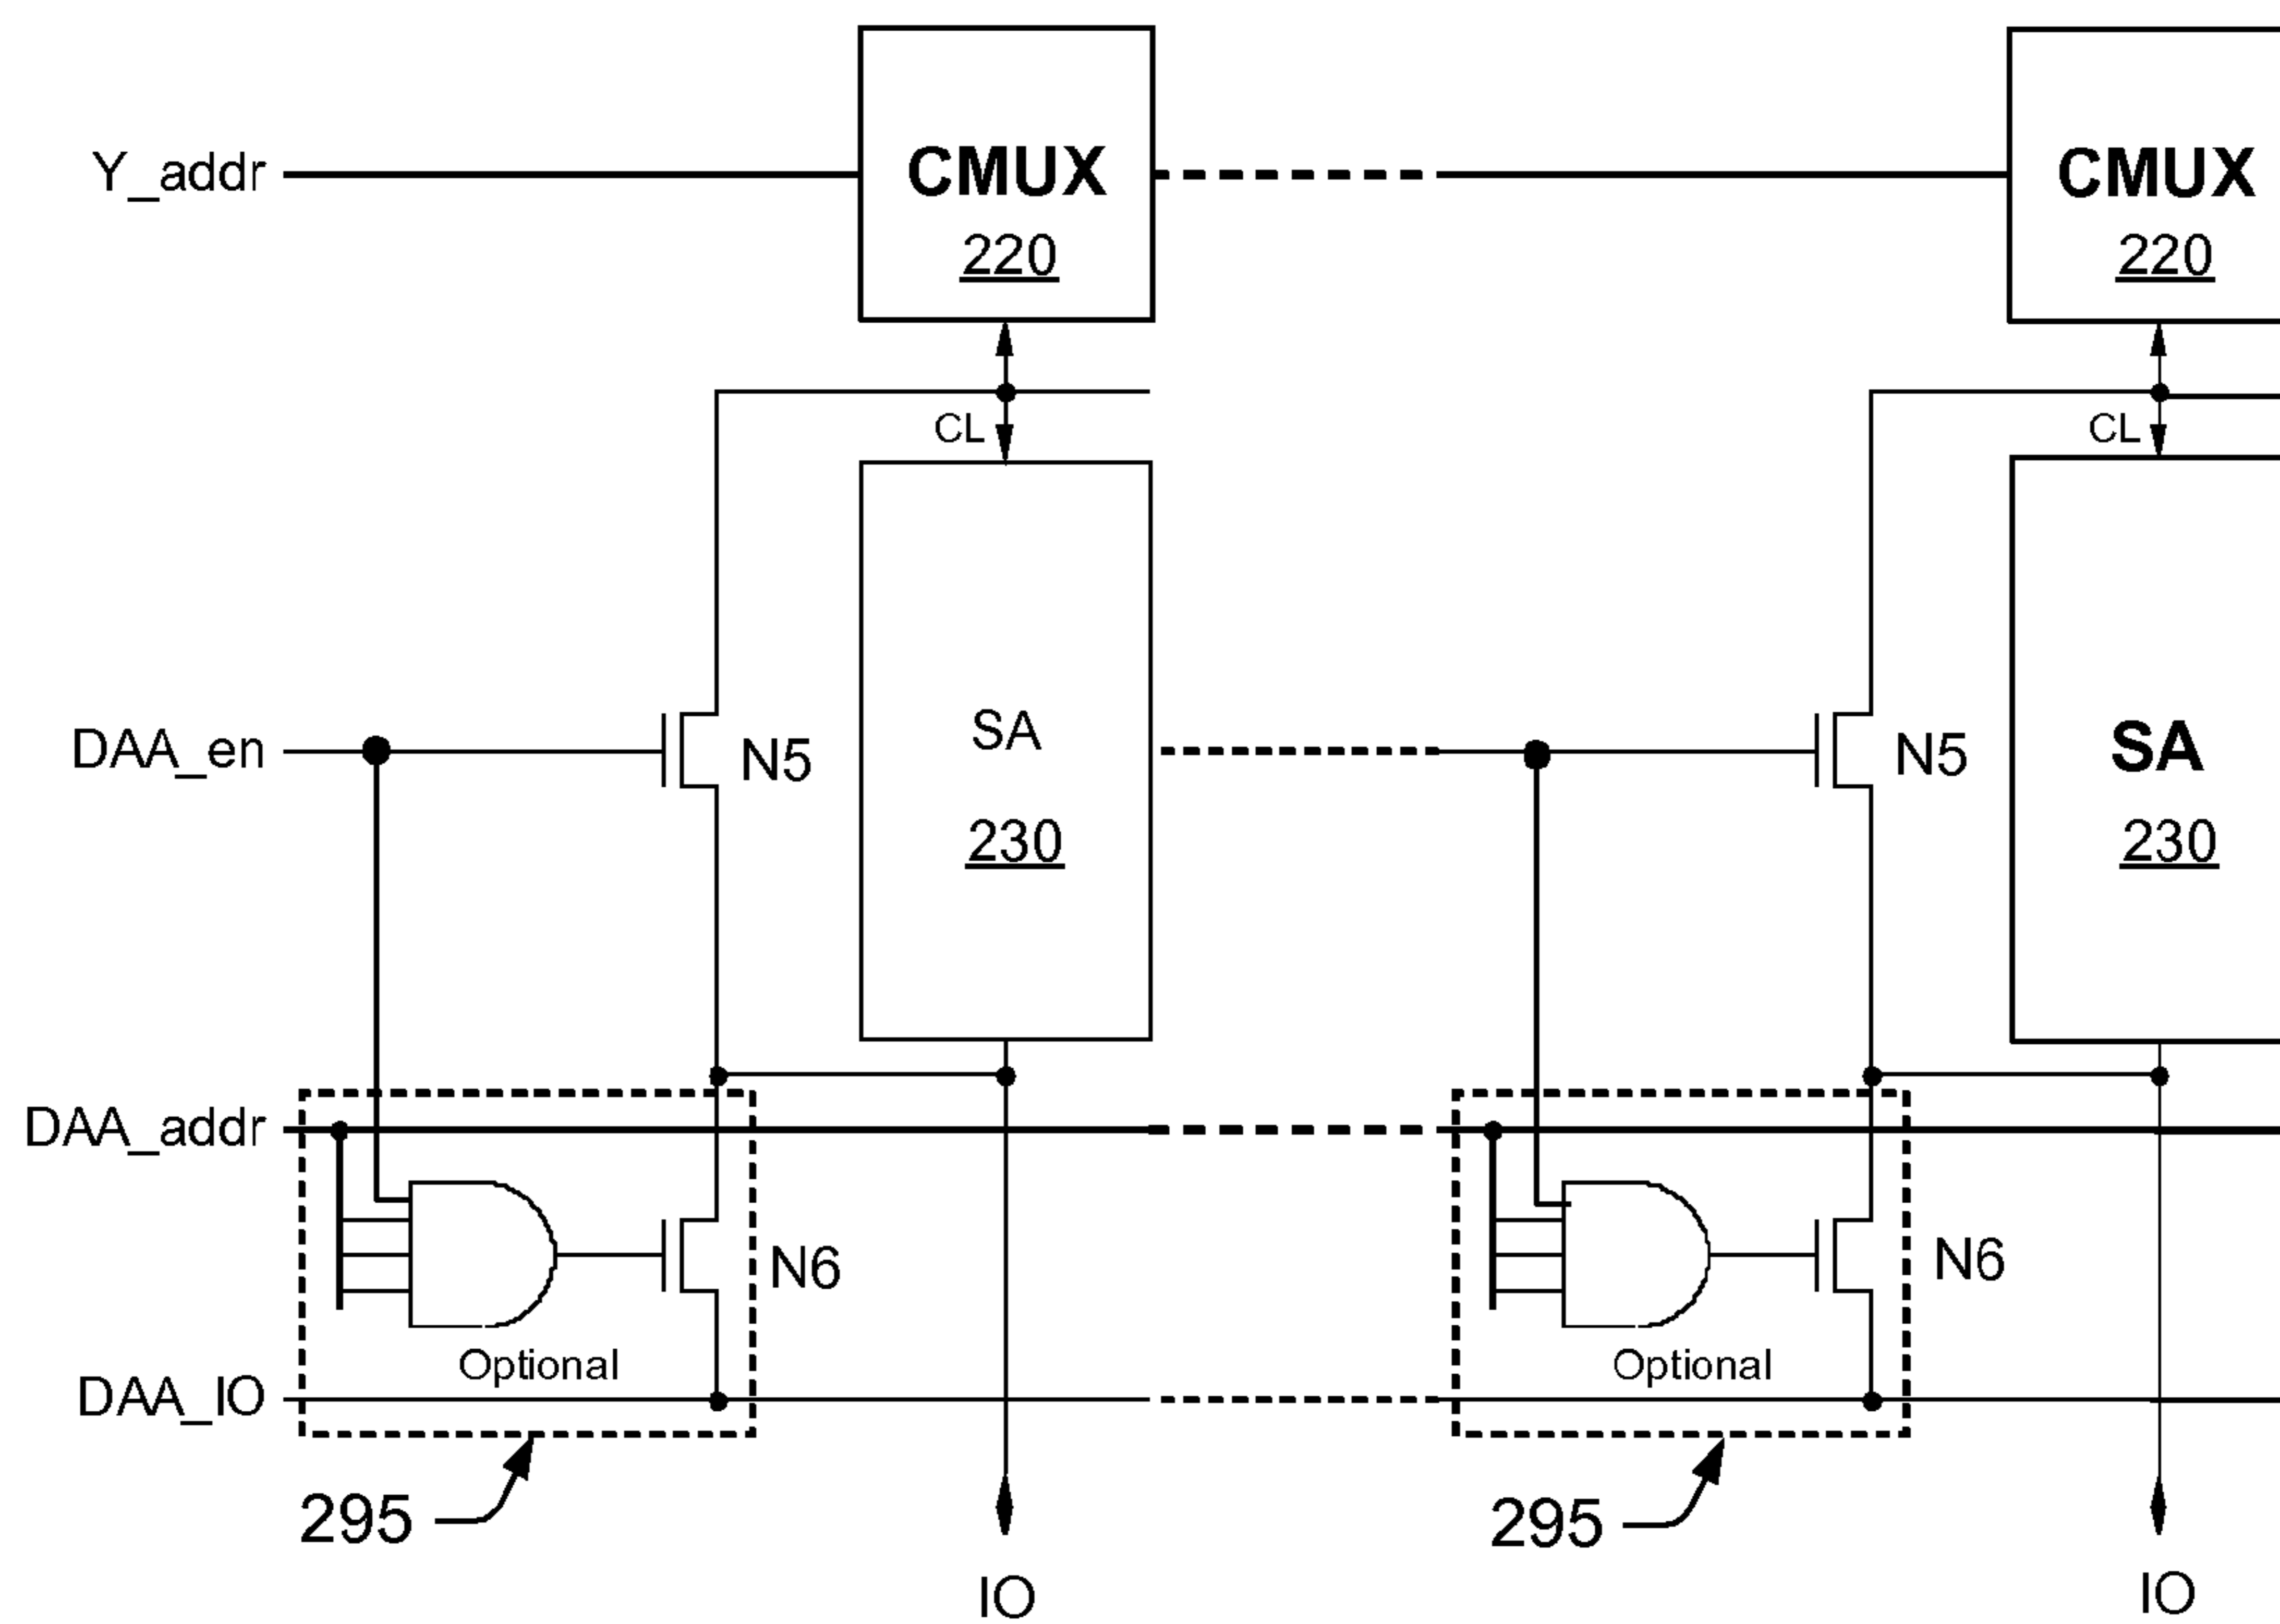 CMUX
220
CMUX
220
Y_addr
CL
CL
DAA_en
N5
SA
230
N5
SA
230
DAA_addr
N6
N6
Optional
Optional
DAA_IO
295
295
IO
IO